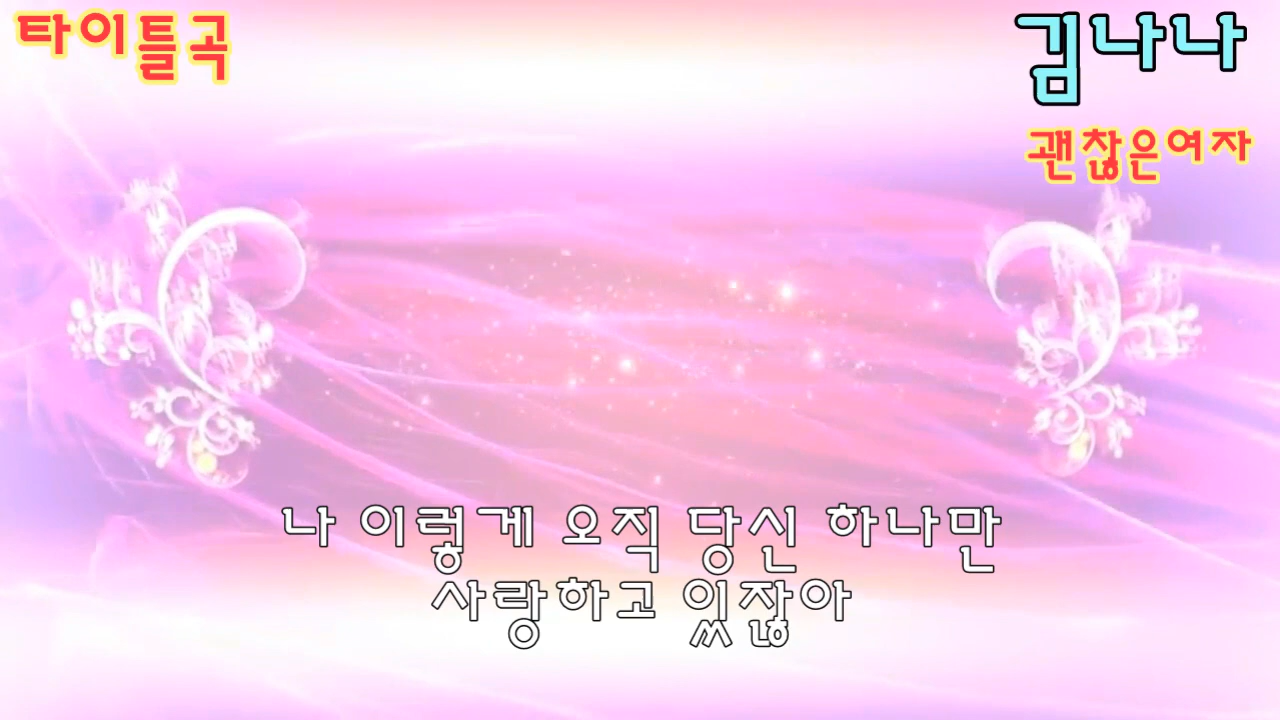 타이틀곡
김나나
괜찮은여자
나 이렇게 오직 당신 하나만
사랑하고 있잖아